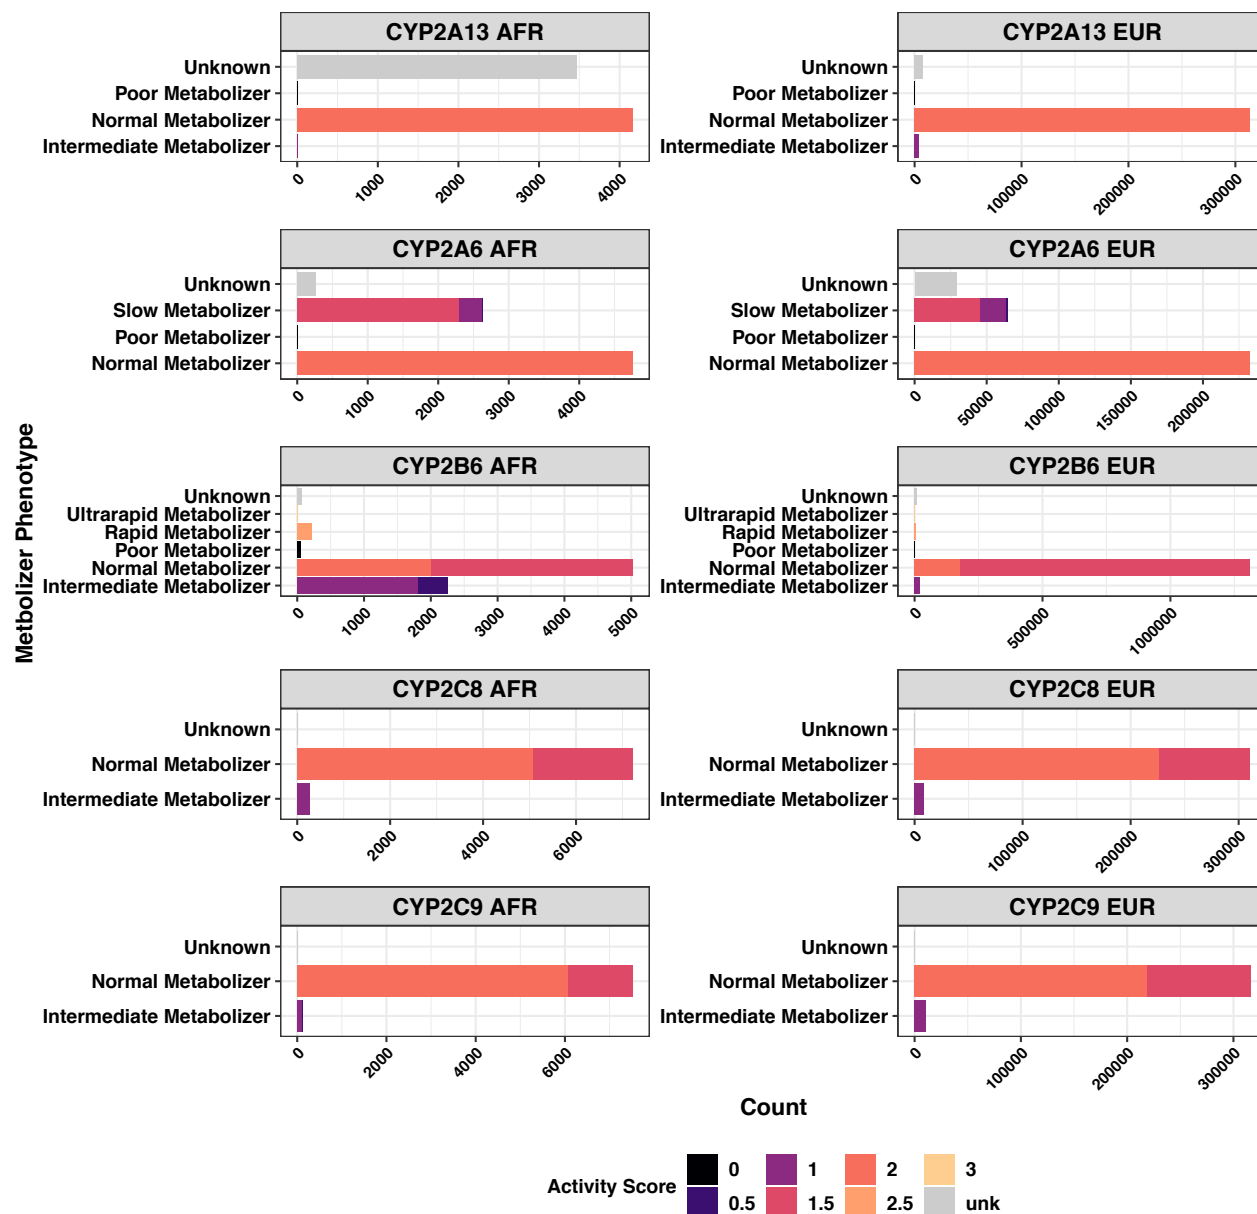 CYP2A13 AFR
Unknown
Poor Metabolizer
Normal Metabolizer
Intermediate Metabolizer
0 1000 2000 3000 4000
CYP2A13 EUR
Unknown
Poor Metabolizer
Normal Metabolizer
Intermediate Metabolizer
0 100000 200000 300000
CYP2A6 AFR
Unknown
Slow Metabolizer
Poor Metabolizer
Normal Metabolizer
0 1000 2000 3000 4000
CYP2A6 EUR
Unknown
Slow Metabolizer
Poor Metabolizer
Normal Metabolizer
0 50000 100000 150000 200000
Metbolizer Phenotype
CYP2B6 AFR
Unknown
Ultrarapid Metabolizer
Rapid Metabolizer
Poor Metabolizer
Normal Metabolizer
Intermediate Metabolizer
0 1000 2000 3000 4000 5000
CYP2B6 EUR
Unknown
Ultrarapid Metabolizer
Rapid Metabolizer
Poor Metabolizer
Normal Metabolizer
Intermediate Metabolizer
0 500000 1000000
CYP2C8 AFR
Unknown
Normal Metabolizer
Intermediate Metabolizer
0 2000 4000 6000
CYP2C8 EUR
Unknown
Normal Metabolizer
Intermediate Metabolizer
0 100000 200000 300000
CYP2C9 AFR
Unknown
Normal Metabolizer
Intermediate Metabolizer
0 2000 4000 6000
CYP2C9 EUR
Unknown
Normal Metabolizer
Intermediate Metabolizer
0 100000 200000 300000
Count
Activity Score
0 1 2 3
0.5 1.5 2.5 unk